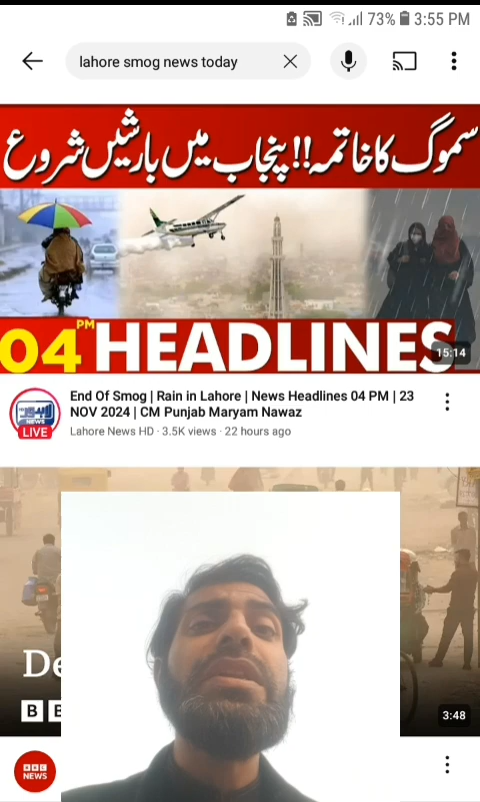 73% 3:55 PM
lahore smog news today
سموگ کا خاتمہ!! پنجاب میں بارشیں شروع
04 PM HEADLINES
15:14
End Of Smog | Rain in Lahore | News Headlines 04 PM | 23
NOV 2024 | CM Punjab Maryam Nawaz
Lahore News HD · 3.5K views · 22 hours ago
NEWS
LIVE
De
B B
3:48
BBC
NEWS